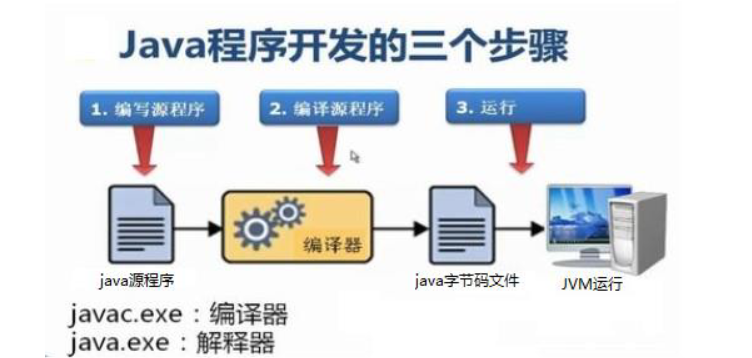 Java程序开发的三个步骤
1. 编写源程序
2. 编译源程序
3. 运行
编译器
java源程序
java字节码文件
JVM运行
javac.exe：编译器
java.exe：解释器